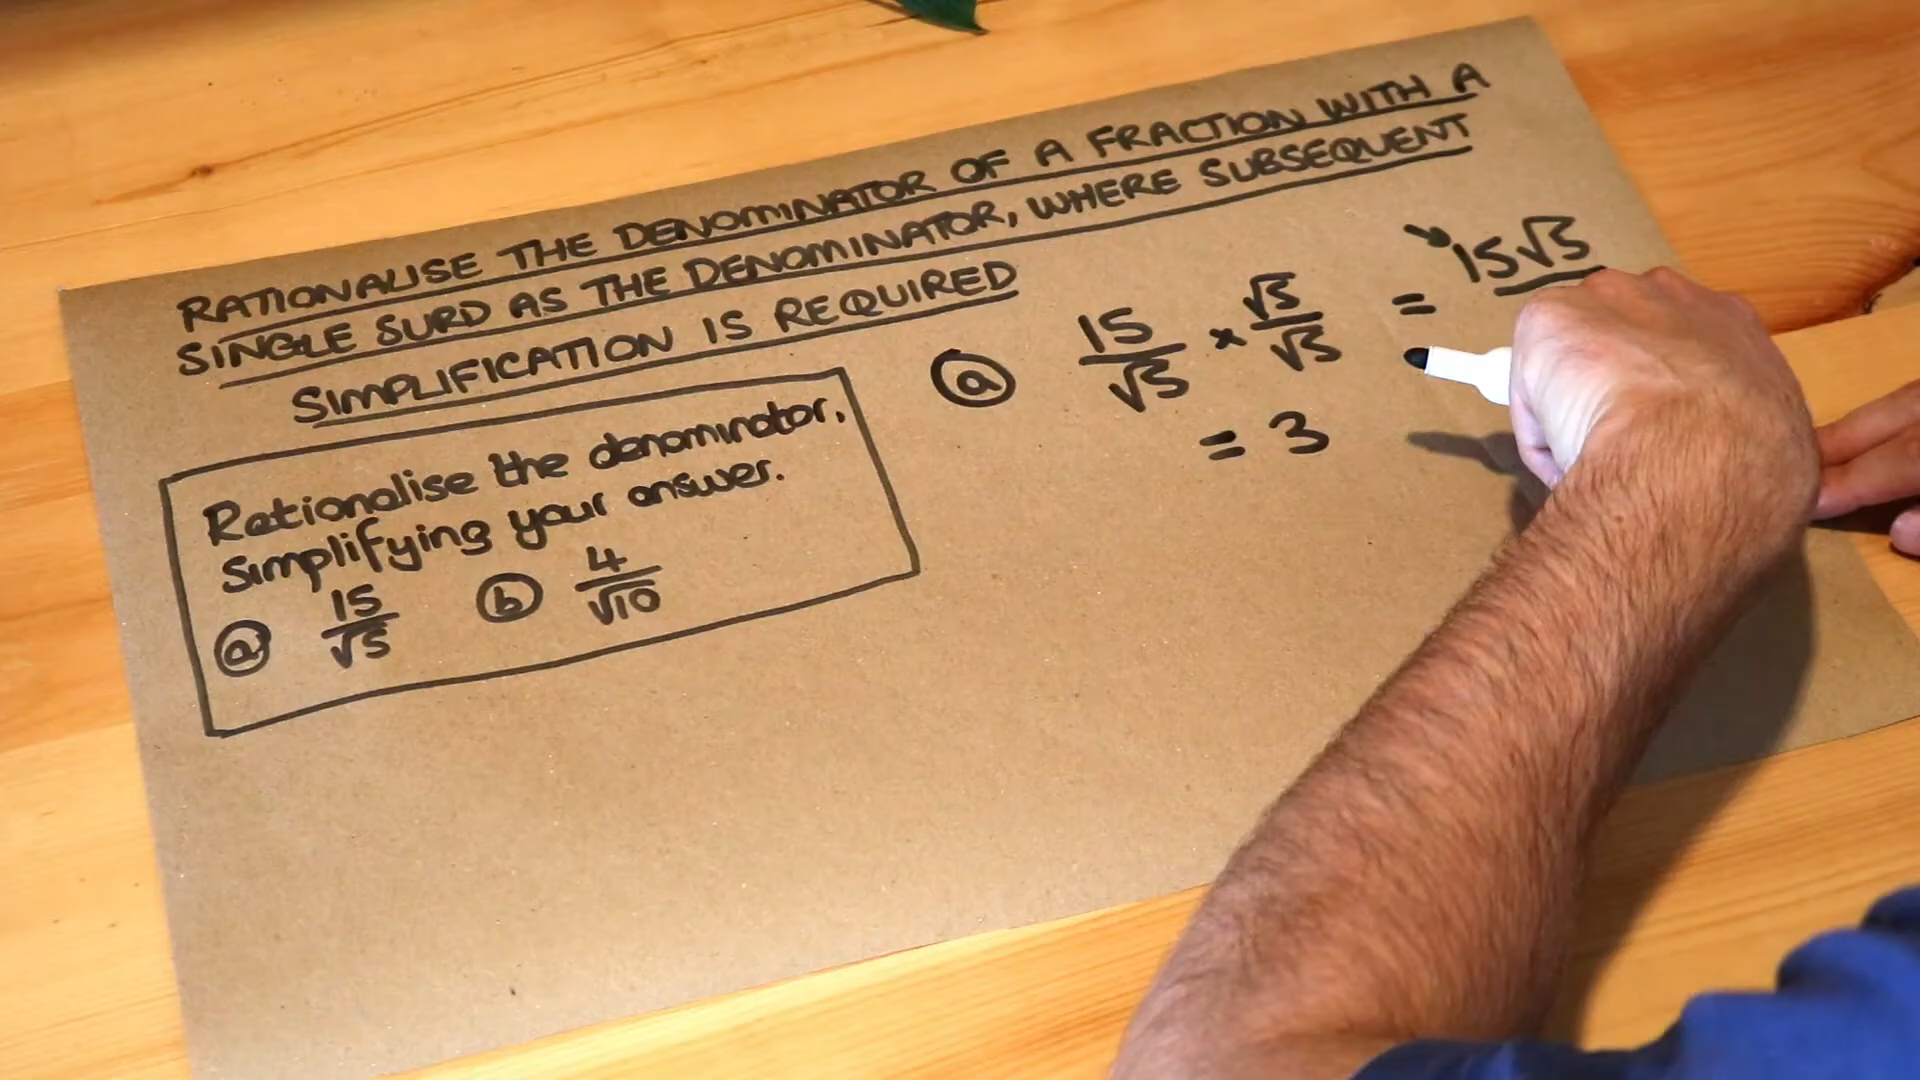 RATIONALISE THE DENOMINATOR OF A FRACTION WITH A
SINGLE SURD AS THE DENOMINATOR, WHERE SUBSEQUENT
SIMPLIFICATION IS REQUIRED
Rationalise the denominator,
simplifying your answer.
ⓐ 15/√5 ⓑ 4/√10
ⓐ 15/√5 × √5/√5 = 15√5
= 3